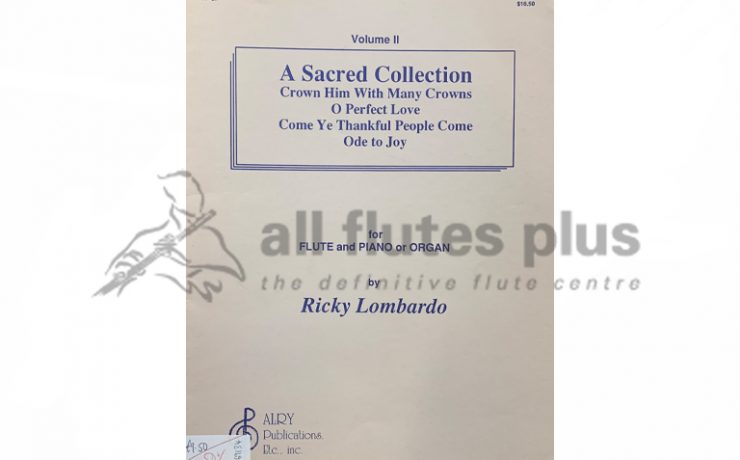 $16.50
Volume II
A Sacred Collection
Crown Him With Many Crowns
O Perfect Love
Come Ye Thankful People Come
Ode to Joy
all flutes plus
for
FLUTE and PIANO or ORGAN
the definitive flute centre
by
Ricky Lombardo
ALRY
Publications,
Etc., inc.